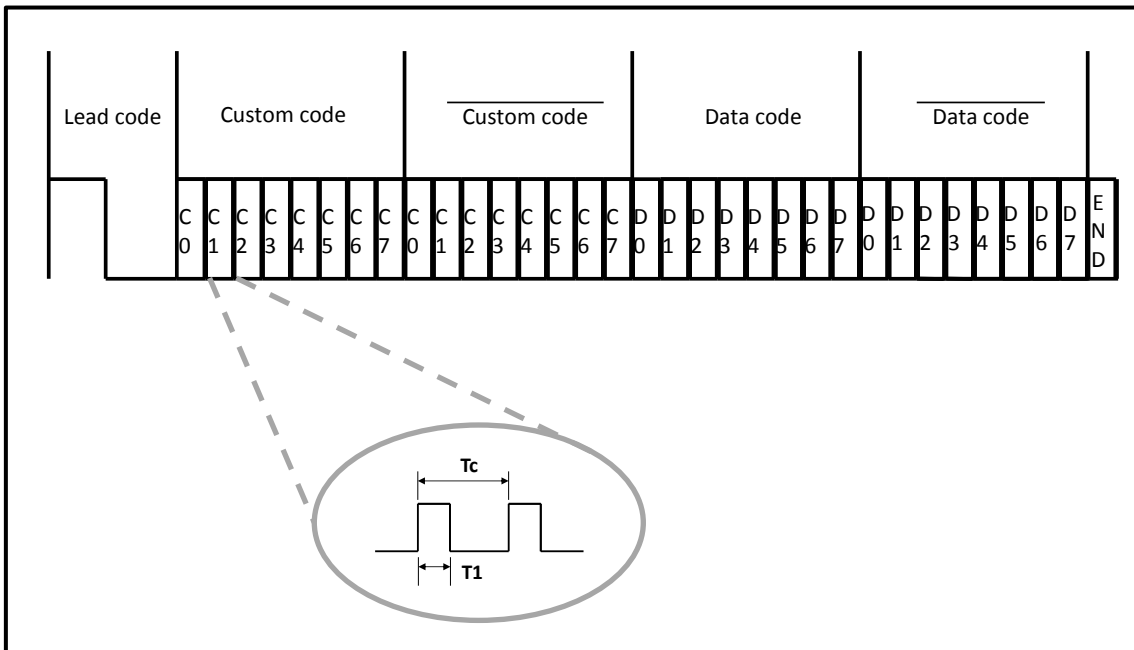 Lead code
Custom code
Custom code
Data code
Data code
C0 C1 C2 C3 C4 C5 C6 C7 C0 C1 C2 C3 C4 C5 C6 C7 D0 D1 D2 D3 D4 D5 D6 D7 D0 D1 D2 D3 D4 D5 D6 D7 END
Tc
T1